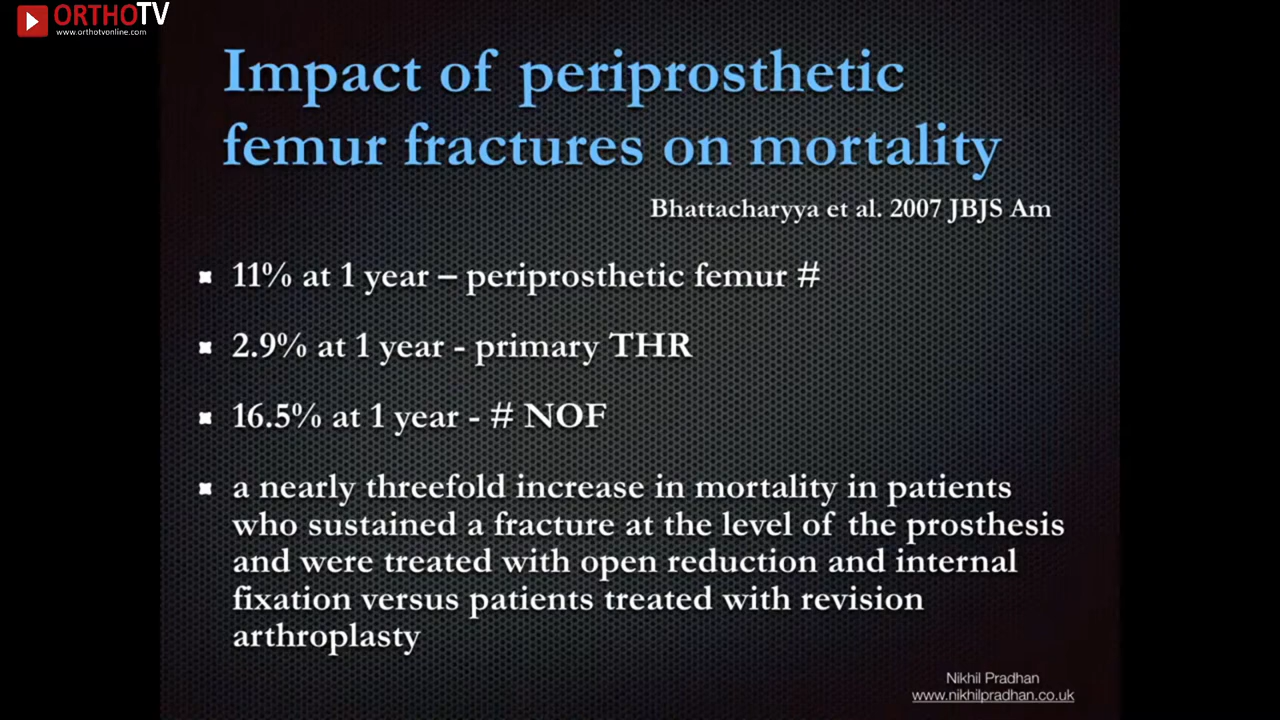 ORTHOTV
www.orthotvonline.com
Impact of periprosthetic
femur fractures on mortality
Bhattacharyya et al. 2007 JBJS Am
11% at 1 year – periprosthetic femur #
2.9% at 1 year - primary THR
16.5% at 1 year - # NOF
a nearly threefold increase in mortality in patients
who sustained a fracture at the level of the prosthesis
and were treated with open reduction and internal
fixation versus patients treated with revision
arthroplasty
Nikhil Pradhan
www.nikhilpradhan.co.uk